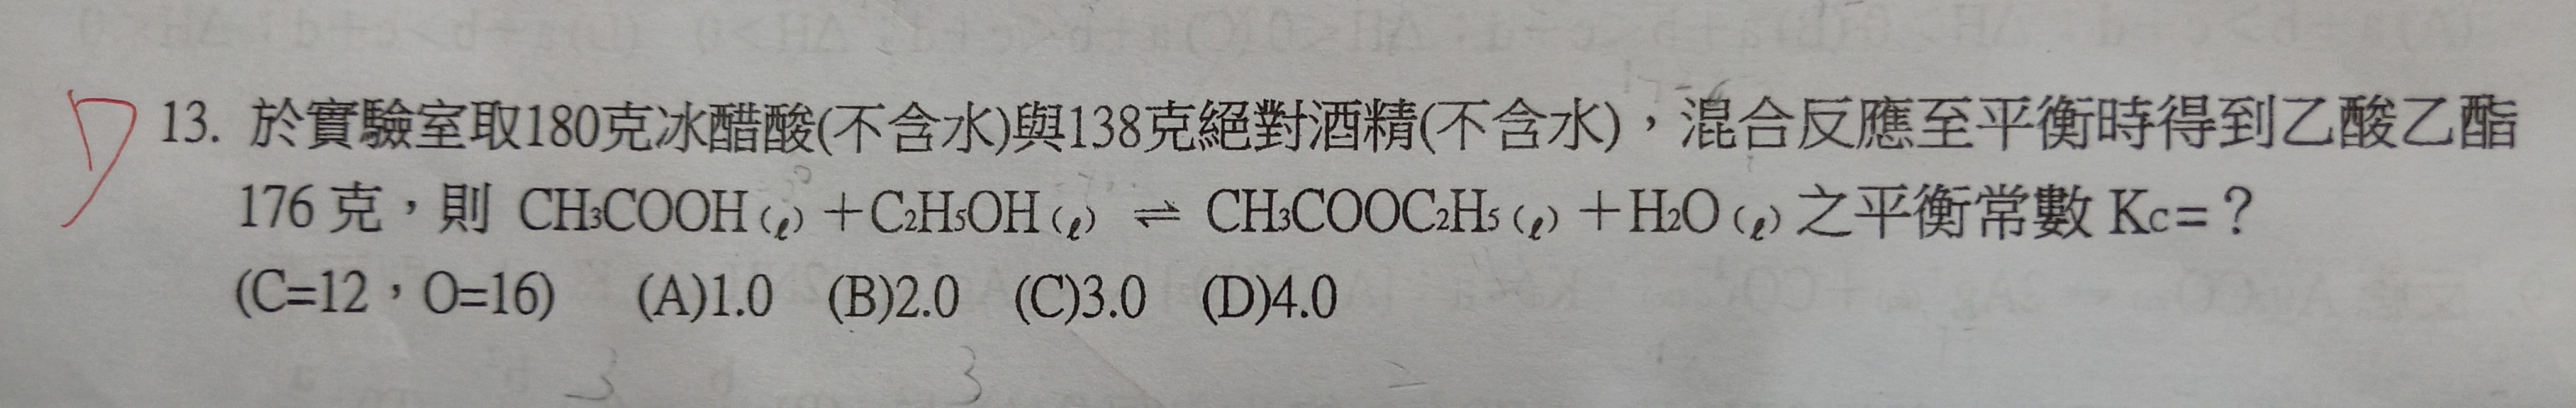 D 13. 於實驗室取180克冰醋酸(不含水)與138克絕對酒精(不含水)，混合反應至平衡時得到乙酸乙酯
176克，則 CH₃COOH(ℓ)+C₂H₅OH(ℓ) ⇌ CH₃COOC₂H₅(ℓ)+H₂O(ℓ)之平衡常數 Kc=？
(C=12，O=16) (A)1.0 (B)2.0 (C)3.0 (D)4.0
3 3